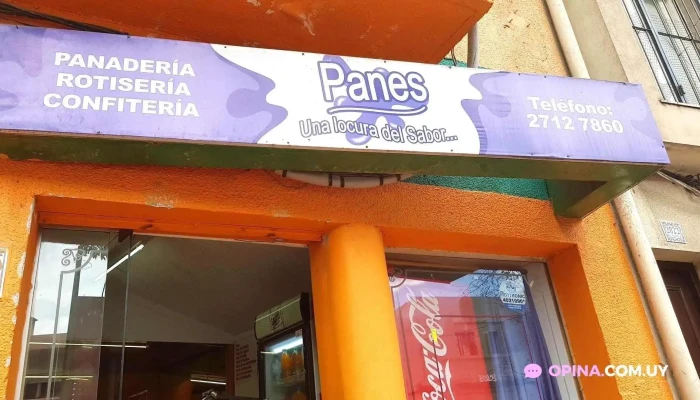 PANADERÍA
ROTISERÍA
CONFITERÍA
Panes
Una locura del Sabor...
Teléfono:
2712 7860
Coca-Cola
OPINA.COM.UY